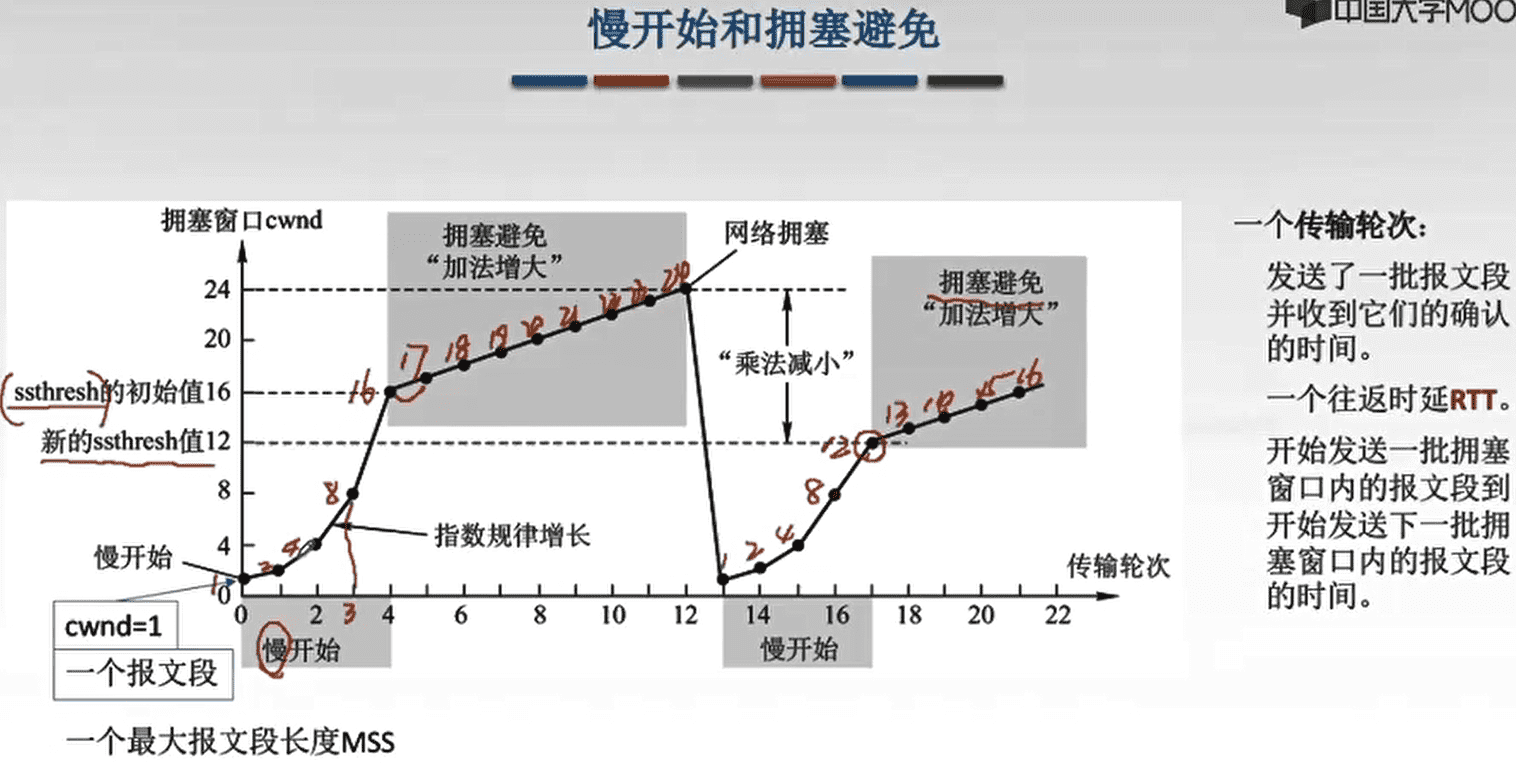 中国大学MOO
慢开始和拥塞避免
拥塞窗口cwnd
拥塞避免
“加法增大”
网络拥塞
拥塞避免
“加法增大”
“乘法减小”
24
20
ssthresh的初始值16
新的ssthresh值12
8
4
0
慢开始
指数规律增长
传输轮次
1
2
4
8
16
17
18
19
20
21
1
2
4
8
12
13
15
16
0
2
3
4
6
8
10
12
14
16
18
20
22
cwnd=1
一个报文段
慢开始
慢开始
一个最大报文段长度MSS
一个传输轮次:
发送了一批报文段
并收到它们的确认
的时间。
一个往返时延RTT。
开始发送一批拥塞
窗口内的报文段到
开始发送下一批拥
塞窗口内的报文段
的时间。